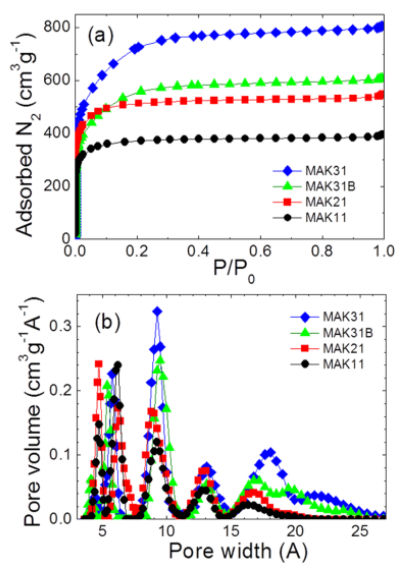 (a)
Adsorbed N₂ (cm³g⁻¹)
800
600
400
200
0
MAK31
MAK31B
MAK21
MAK11
0.0 0.2 0.4 0.6 0.8 1.0
P/P₀
(b)
Pore volume (cm³g⁻¹A⁻¹)
0.3
0.2
0.1
0.0
MAK31
MAK31B
MAK21
MAK11
5 10 15 20 25
Pore width (A)